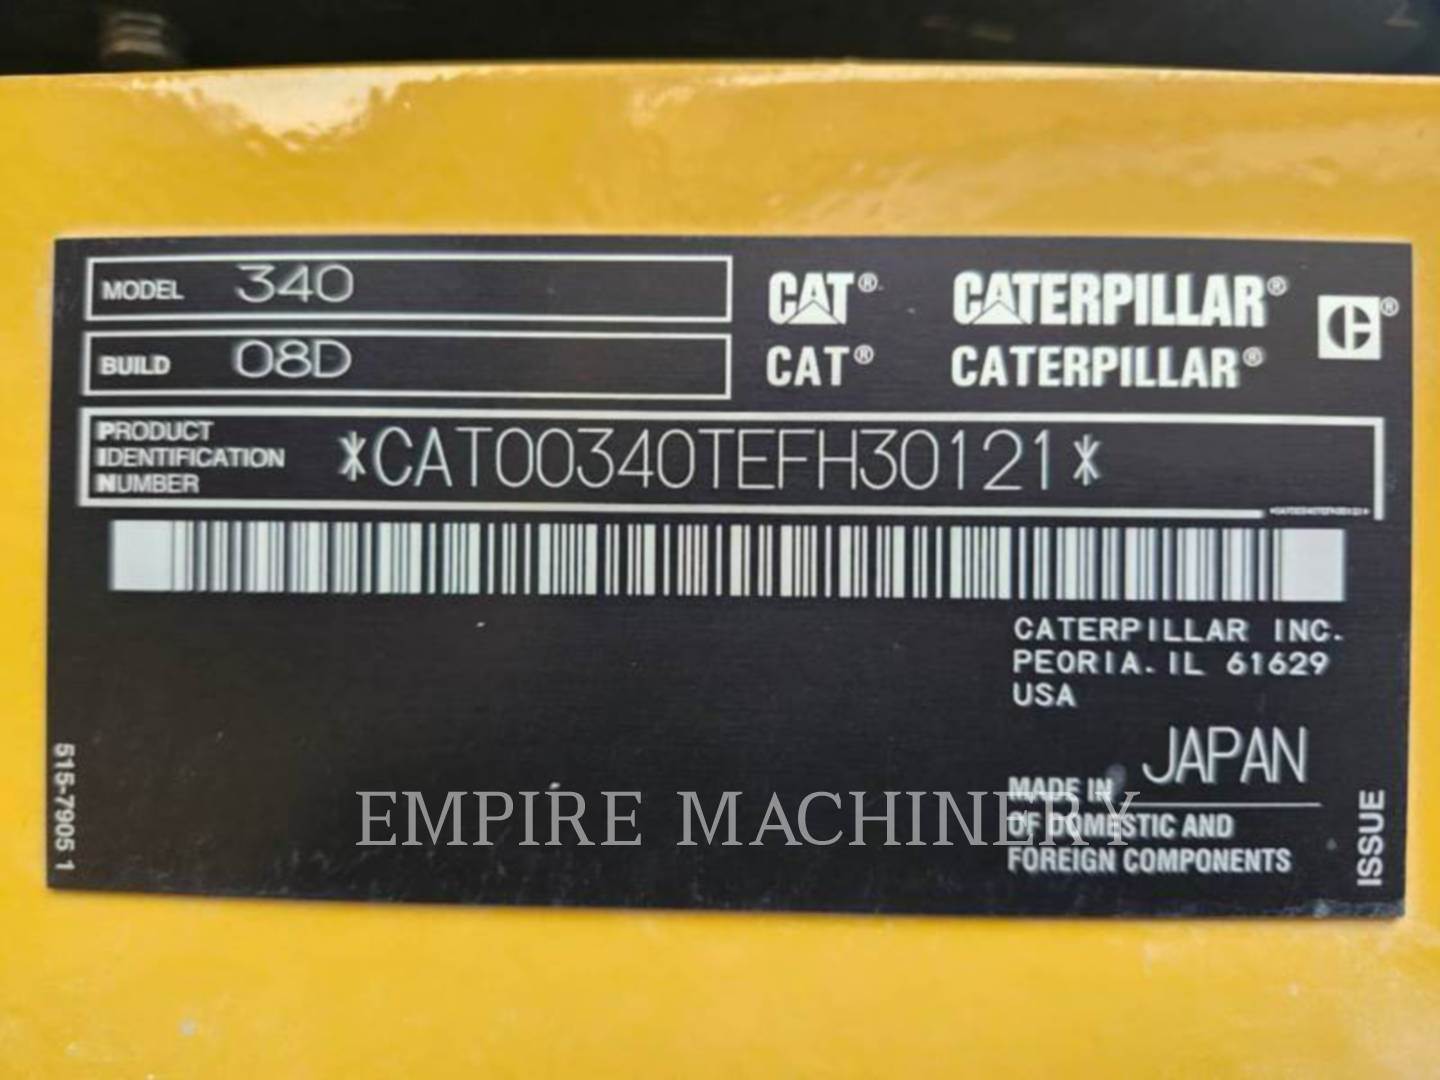 MODEL 340
BUILD 08D
CAT® CATERPILLAR® ®
CAT® CATERPILLAR®
PRODUCT
IDENTIFICATION
NUMBER
*CAT00340TEFH30121*
*CAT00340TEFH30121*
CATERPILLAR INC.
PEORIA. IL 61629
USA
MADE IN JAPAN
OF DOMESTIC AND
FOREIGN COMPONENTS
515-7905 1
ISSUE
EMPIRE MACHINERY